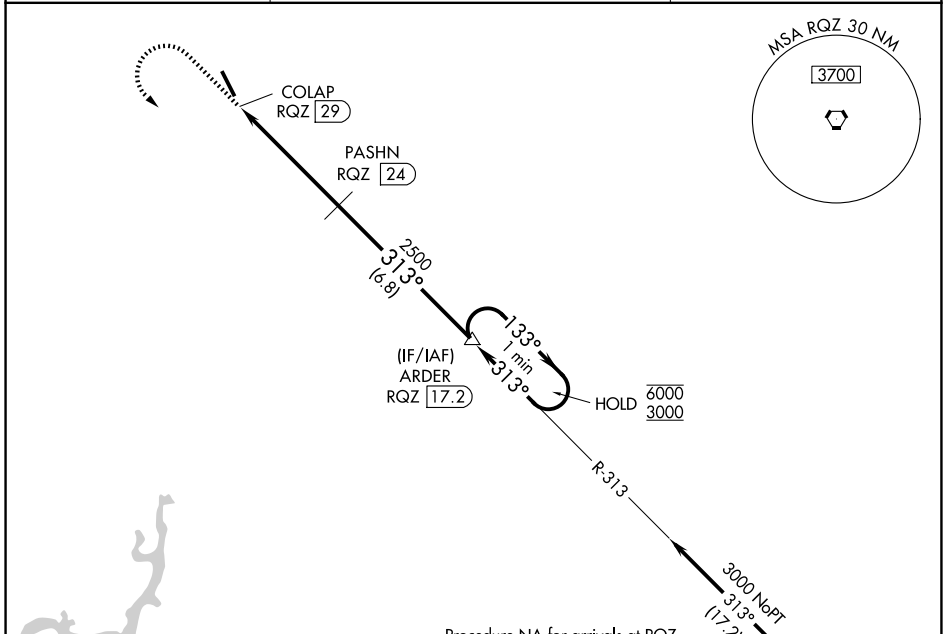 MSA RQZ 30 NM
3700
COLAP
RQZ 29
PASHN
RQZ 24
2500
313°
(6.8)
(IF/IAF)
ARDER
RQZ 17.2
133°
1 min
313°
HOLD 6000
3000
R-313
3000 NoPT
313°